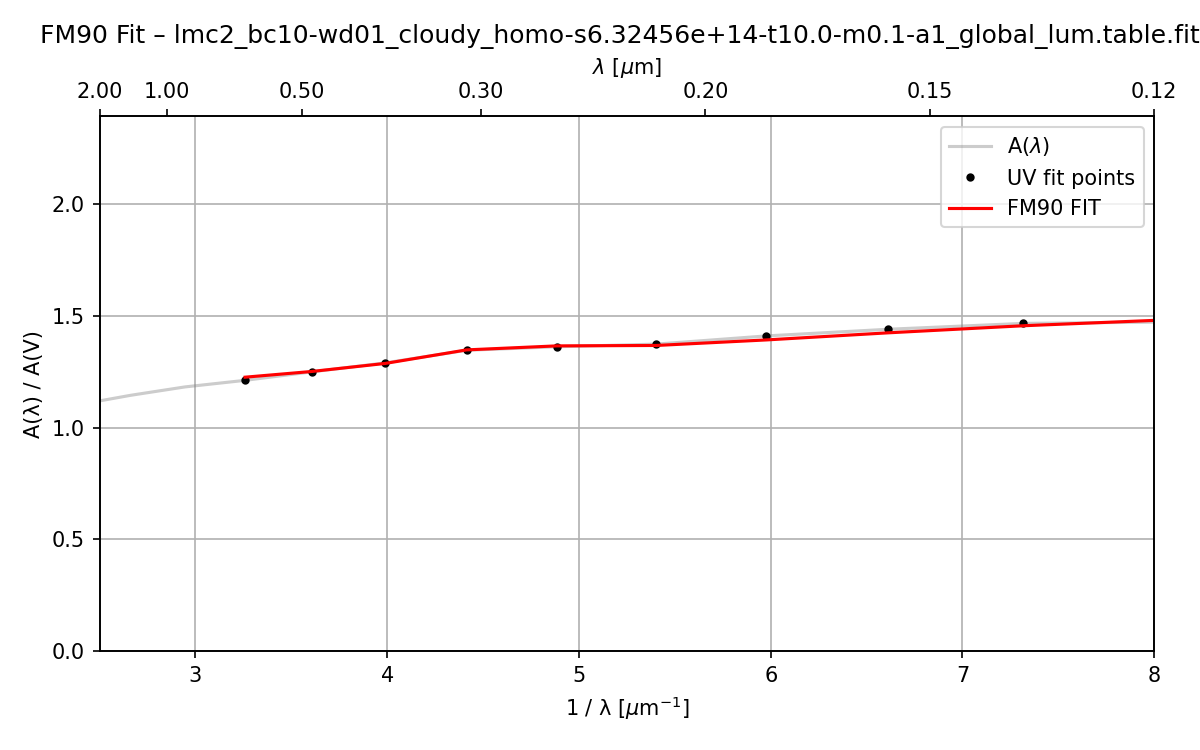 FM90 Fit – lmc2_bc10-wd01_cloudy_homo-s6.32456e+14-t10.0-m0.1-a1_global_lum.table.fit
λ [μm]
2.00 1.00 0.50 0.30 0.20 0.15 0.12
A(λ)
UV fit points
FM90 FIT
A(λ) / A(V)
2.0
1.5
1.0
0.5
0.0
3 4 5 6 7 8
1 / λ [μm⁻¹]